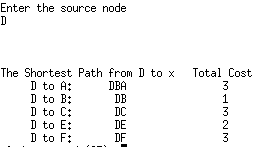 Enter the source node
D
The Shortest Path from D to x Total Cost
D to A: DBA 3
D to B: DB 1
D to C: DC 3
D to E: DE 2
D to F: DF 3